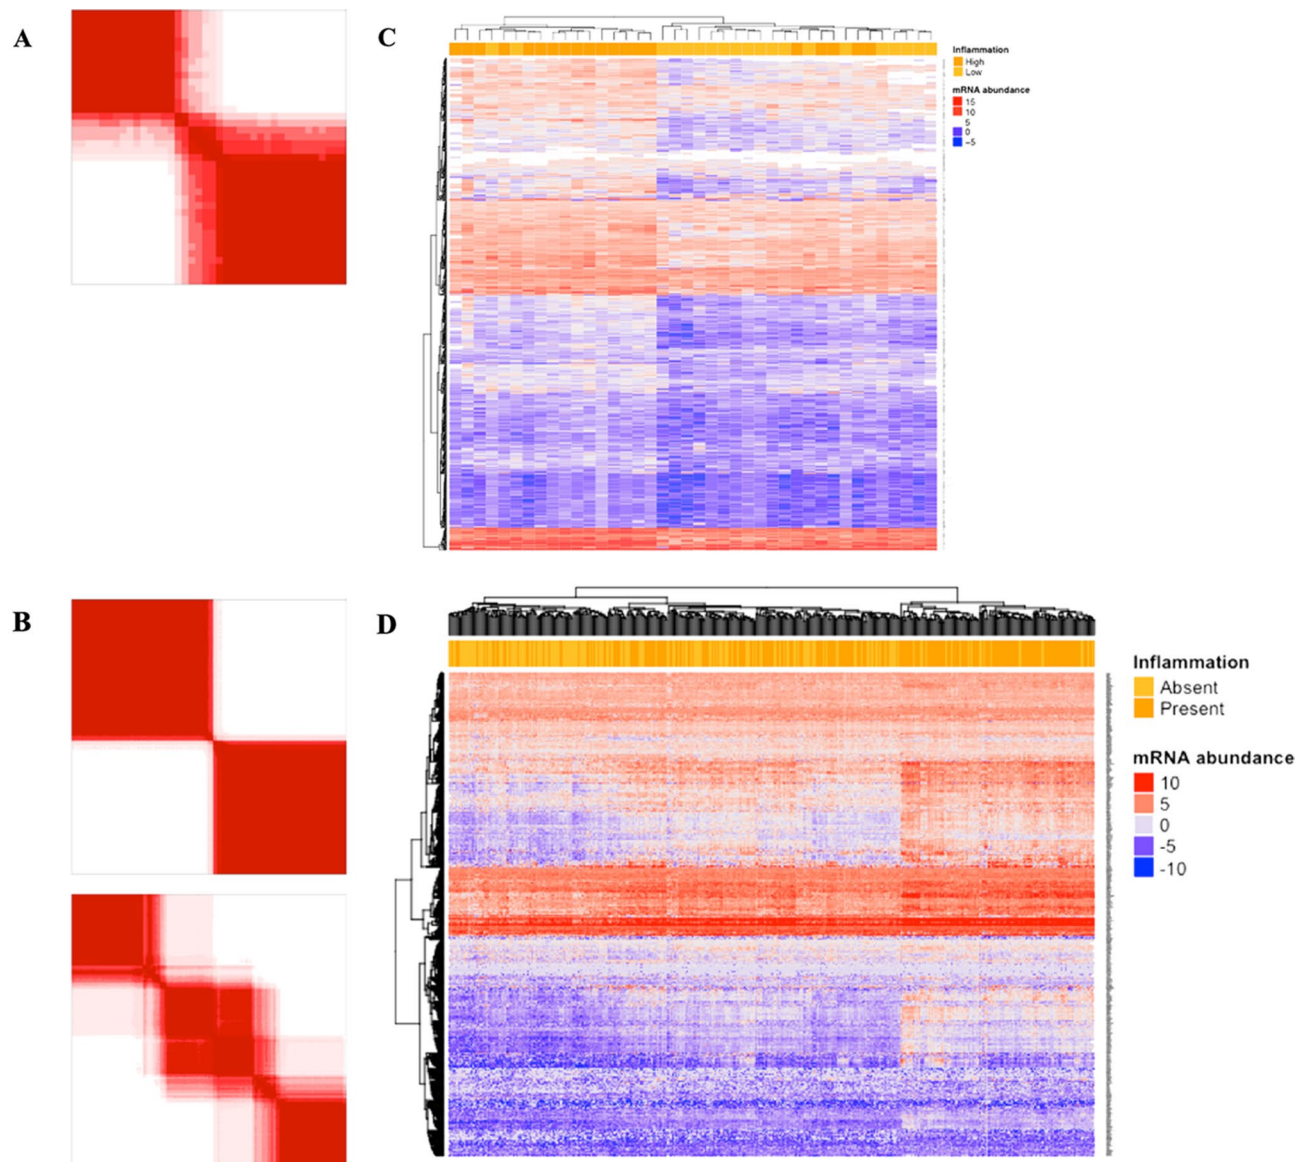 A
C
Inflammation
High
Low
mRNA abundance
15
10
5
0
-5
B
D
Inflammation
Absent
Present
mRNA abundance
10
5
0
-5
-10